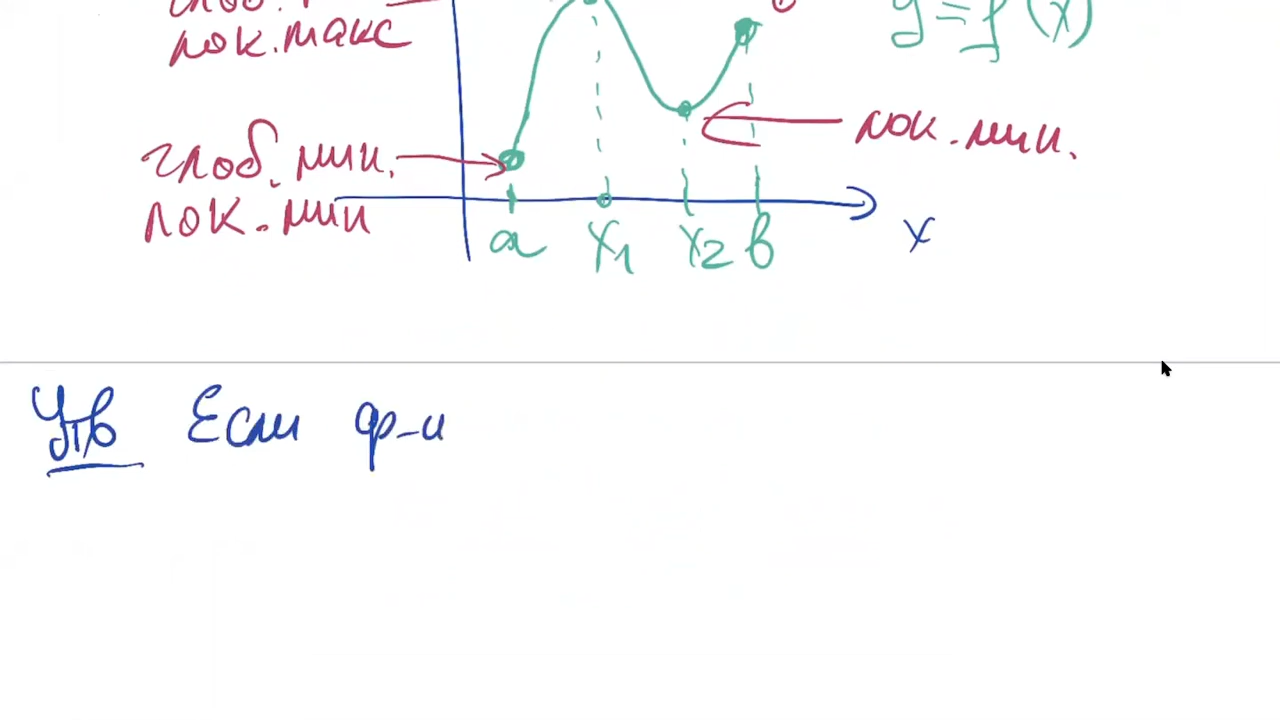 y = f(x)
лок. макс
лок. мин.
глоб. мин.
лок. мин
a x₁ x₂ b x
Утв Если ф-и